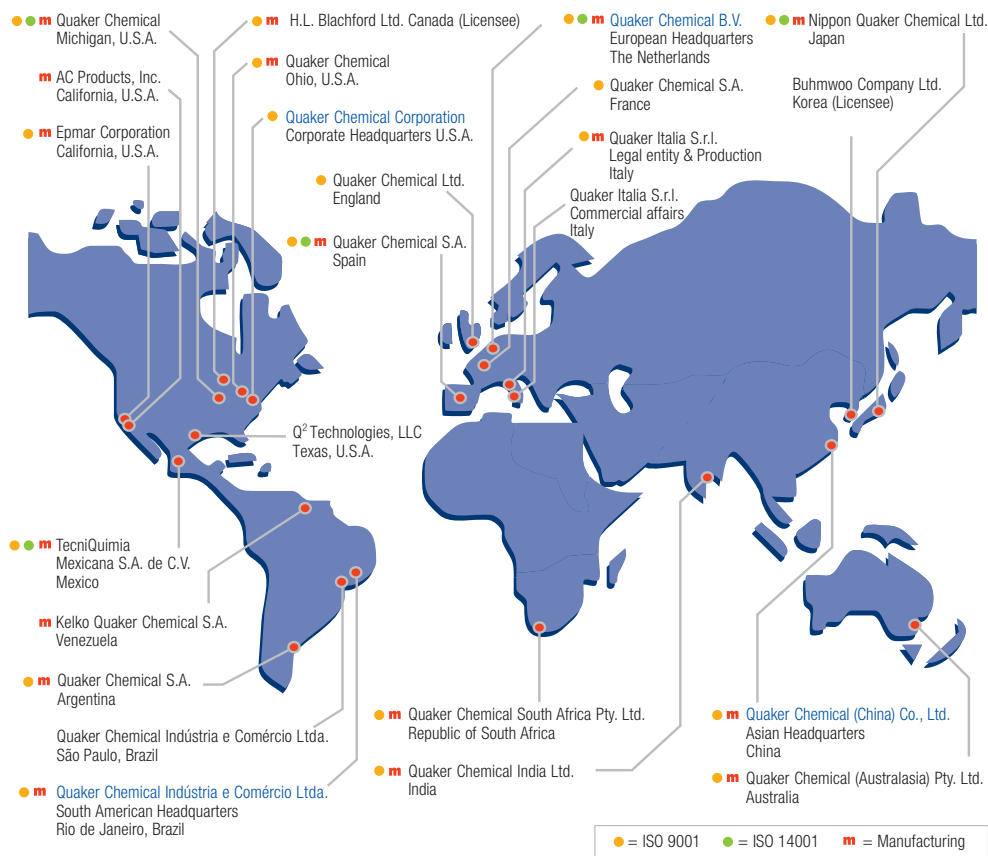 m Quaker Chemical
Michigan, U.S.A.
m AC Products, Inc.
California, U.S.A.
m Epmar Corporation
California, U.S.A.
m H.L. Blachford Ltd. Canada (Licensee)
m Quaker Chemical
Ohio, U.S.A.
Quaker Chemical Corporation
Corporate Headquarters U.S.A.
Quaker Chemical Ltd.
England
m Quaker Chemical S.A.
Spain
m Quaker Chemical B.V.
European Headquarters
The Netherlands
Quaker Chemical S.A.
France
m Quaker Italia S.r.l.
Legal entity & Production
Italy
Quaker Italia S.r.l.
Commercial affairs
Italy
m Nippon Quaker Chemical Ltd.
Japan
Buhmwoo Company Ltd.
Korea (Licensee)
Q² Technologies, LLC
Texas, U.S.A.
m TecniQuimia
Mexicana S.A. de C.V.
Mexico
m Kelko Quaker Chemical S.A.
Venezuela
m Quaker Chemical S.A.
Argentina
Quaker Chemical Indústria e Comércio Ltda.
São Paulo, Brazil
m Quaker Chemical Indústria e Comércio Ltda.
South American Headquarters
Rio de Janeiro, Brazil
m Quaker Chemical South Africa Pty. Ltd.
Republic of South Africa
m Quaker Chemical India Ltd.
India
m Quaker Chemical (China) Co., Ltd.
Asian Headquarters
China
m Quaker Chemical (Australasia) Pty. Ltd.
Australia
= ISO 9001 = ISO 14001 m = Manufacturing